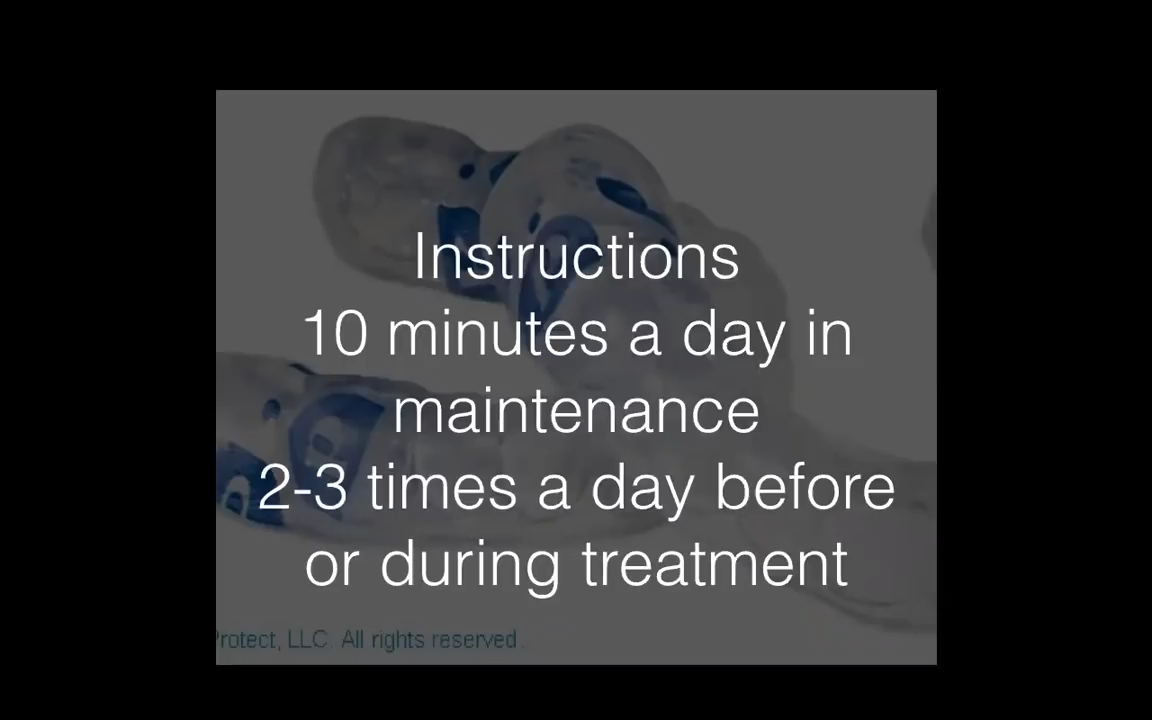 Instructions
10 minutes a day in
maintenance
2-3 times a day before
or during treatment
Protect, LLC. All rights reserved.